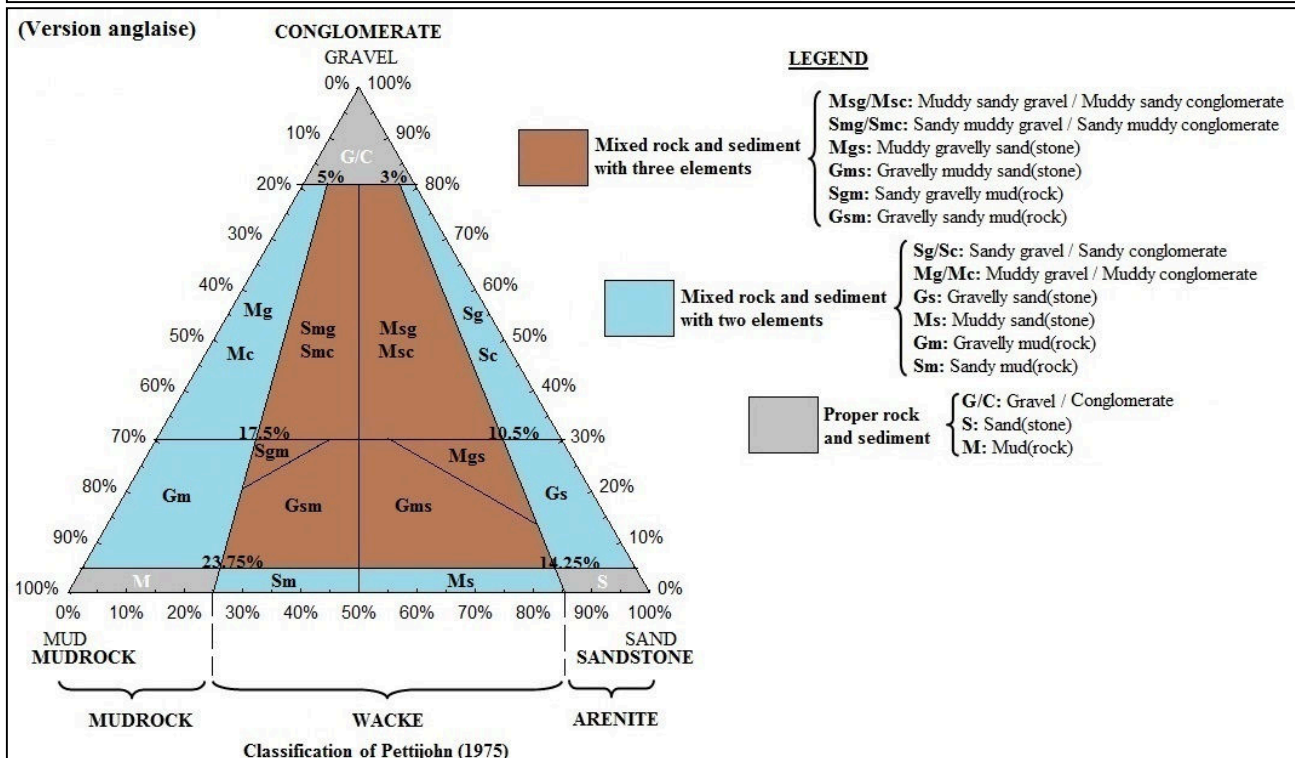 (Version anglaise)
CONGLOMERATE
GRAVEL
0% 100%
10% 90%
G/C
20% 5% 3% 80%
30% 70%
40% 60%
Mg Sg
50% 50%
Smg Msg
Mc Sc
Smc Msc
60% 40%
70% 17.5% 10.5% 30%
Sgm Mgs
80% 20%
Gm Gsm Gms Gs
90% 10%
23.75% 14.25%
M Sm Ms S
100% 0%
0% 10% 20% 30% 40% 50% 60% 70% 80% 90% 100%
MUD SAND
MUDROCK SANDSTONE
MUDROCK WACKE ARENITE
Classification of Pettijohn (1975)
LEGEND
Mixed rock and sediment
with three elements
Msg/Msc: Muddy sandy gravel / Muddy sandy conglomerate
Smg/Smc: Sandy muddy gravel / Sandy muddy conglomerate
Mgs: Muddy gravelly sand(stone)
Gms: Gravelly muddy sand(stone)
Sgm: Sandy gravelly mud(rock)
Gsm: Gravelly sandy mud(rock)
Mixed rock and sediment
with two elements
Sg/Sc: Sandy gravel / Sandy conglomerate
Mg/Mc: Muddy gravel / Muddy conglomerate
Gs: Gravelly sand(stone)
Ms: Muddy sand(stone)
Gm: Gravelly mud(rock)
Sm: Sandy mud(rock)
Proper rock
and sediment
G/C: Gravel / Conglomerate
S: Sand(stone)
M: Mud(rock)